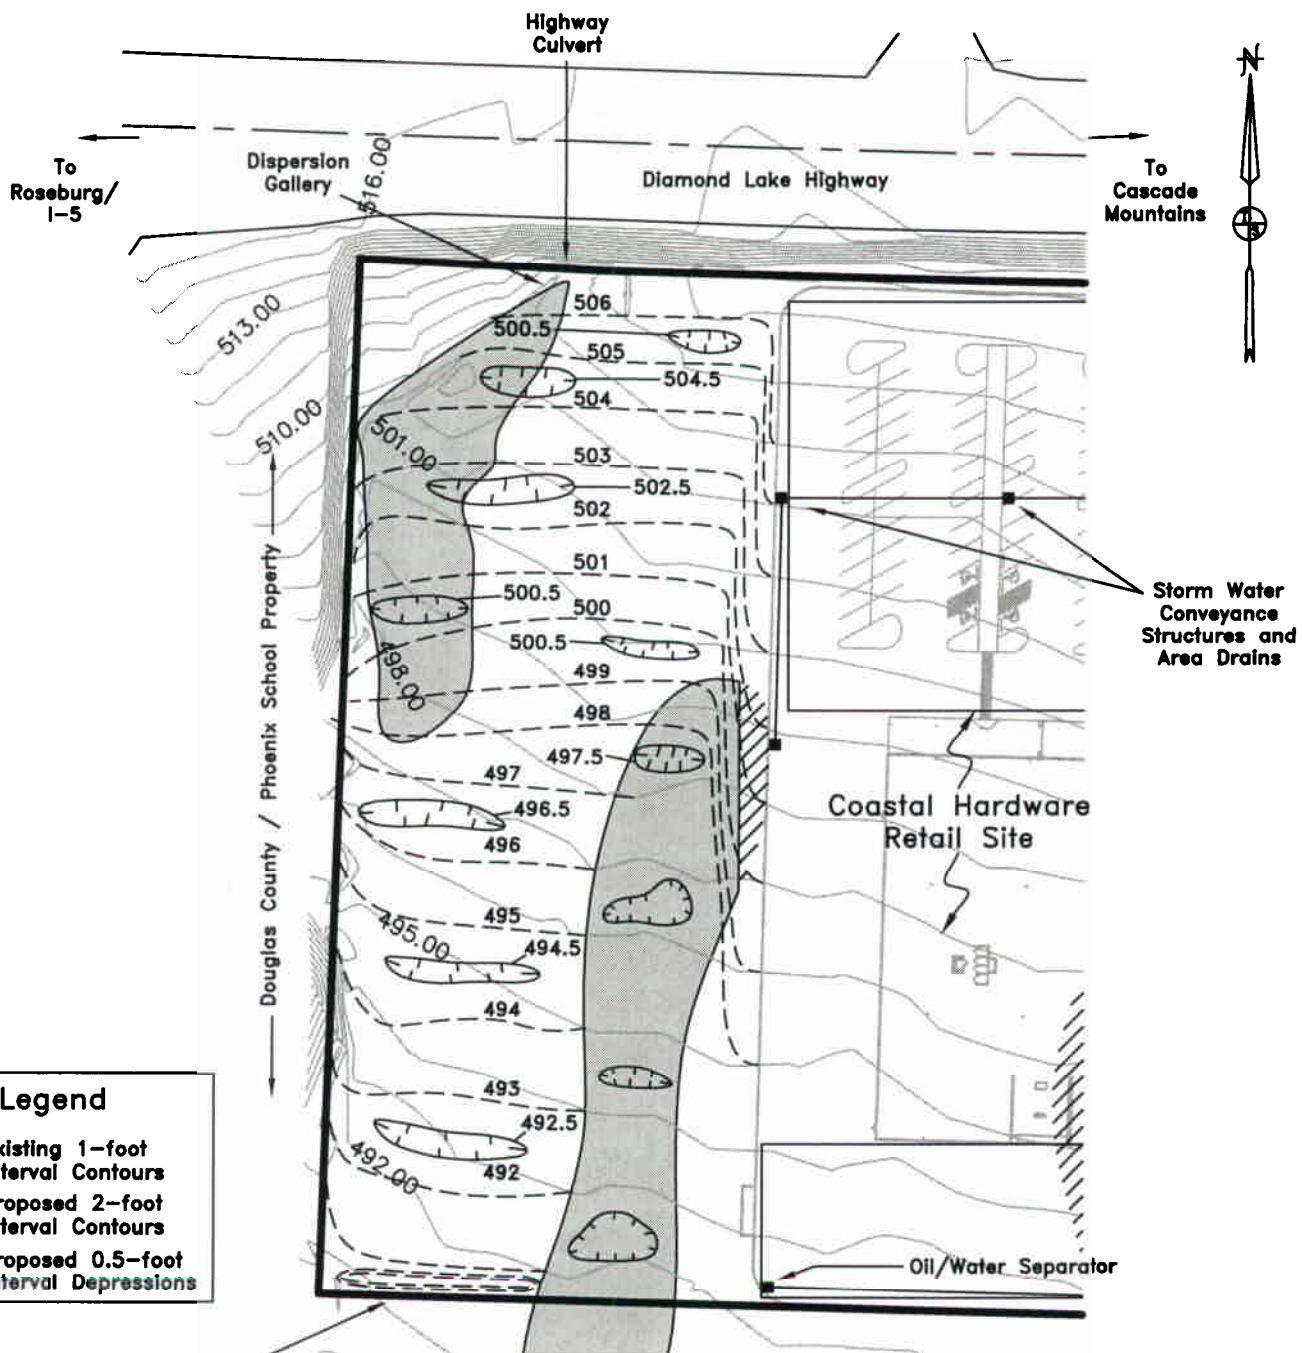 Highway
Culvert
N
To
Roseburg/
I-5
Dispersion
Gallery
516.00
Diamond Lake Highway
To
Cascade
Mountains
513.00
510.00
501.00
498.00
495.00
492.00
506
500.5
505
504.5
504
503
502.5
502
501
500.5
500
500.5
499
498
497.5
497
496.5
496
495
494.5
494
493
492.5
492
Douglas County / Phoenix School Property
Storm Water
Conveyance
Structures and
Area Drains
Coastal Hardware
Retail Site
Oil/Water Separator
Legend
xisting 1-foot
terval Contours
roposed 2-foot
terval Contours
roposed 0.5-foot
terval Depressions